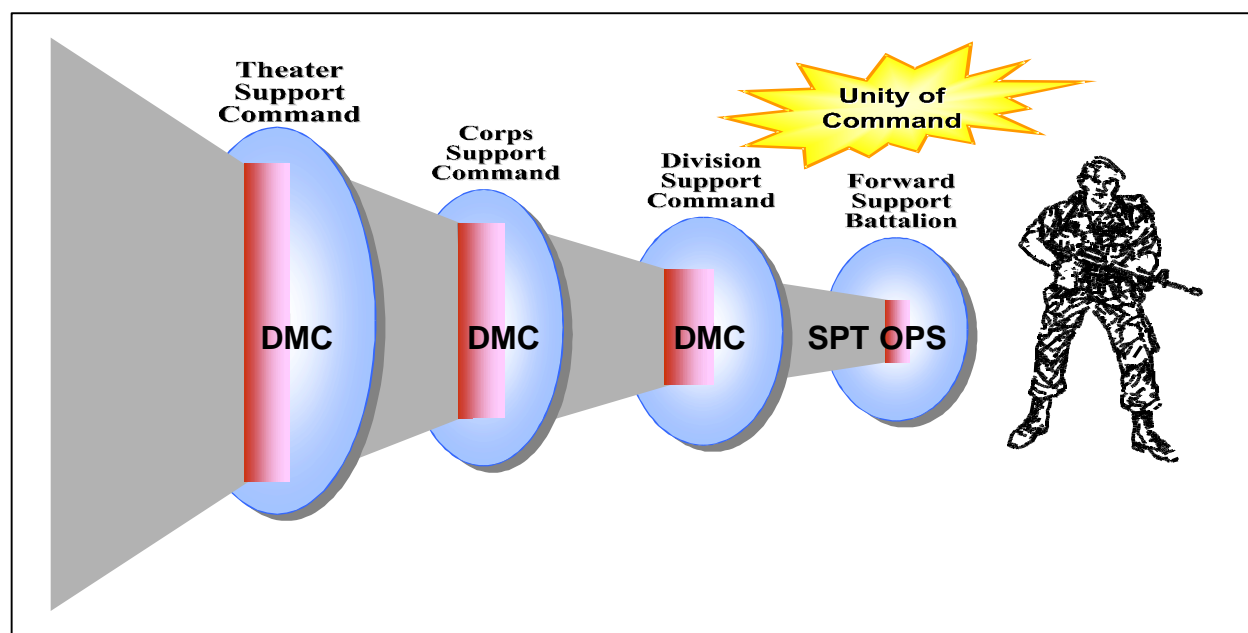 Theater
Support
Command
Corps
Support
Command
Division
Support
Command
Unity of
Command
Forward
Support
Battalion
DMC
DMC
DMC
SPT OPS